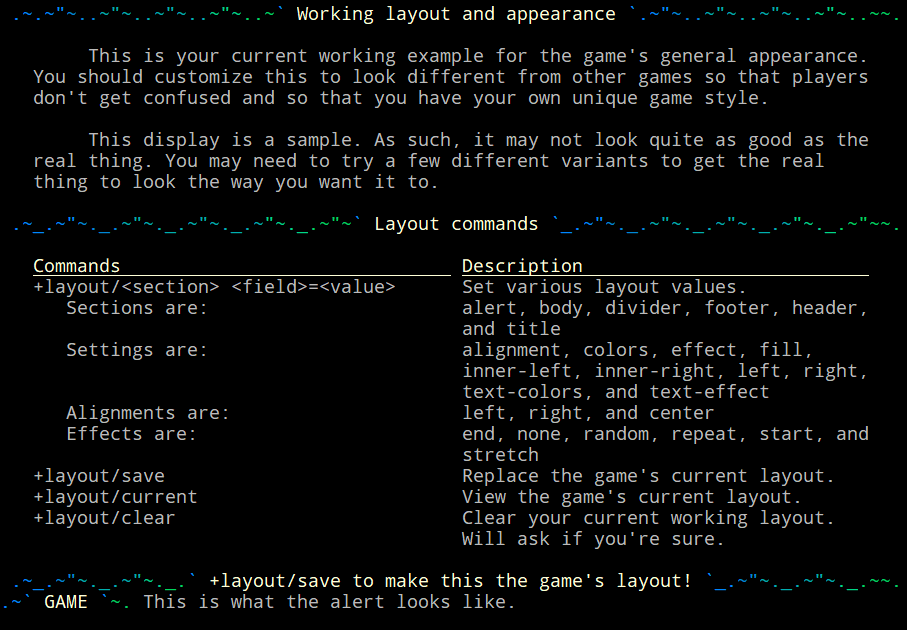 .~.~"~..~"~..~"~..~"~..~` Working layout and appearance `.~"~..~"~..~"~..~"~..~~.
This is your current working example for the game's general appearance.
You should customize this to look different from other games so that players
don't get confused and so that you have your own unique game style.
This display is a sample. As such, it may not look quite as good as the
real thing. You may need to try a few different variants to get the real
thing to look the way you want it to.
.~_.~"~._.~"~._.~"~._.~"~._.~"~` Layout commands `_.~"~._.~"~._.~"~._.~"~._.~"~~.
Commands Description
+layout/<section> <field>=<value> Set various layout values.
Sections are: alert, body, divider, footer, header,
and title
Settings are: alignment, colors, effect, fill,
inner-left, inner-right, left, right,
text-colors, and text-effect
Alignments are: left, right, and center
Effects are: end, none, random, repeat, start, and
stretch
+layout/save Replace the game's current layout.
+layout/current View the game's current layout.
+layout/clear Clear your current working layout.
Will ask if you're sure.
.~_.~"~._.~"~._.` +layout/save to make this the game's layout! `_.~"~._.~"~._.~~.
.~` GAME `~. This is what the alert looks like.